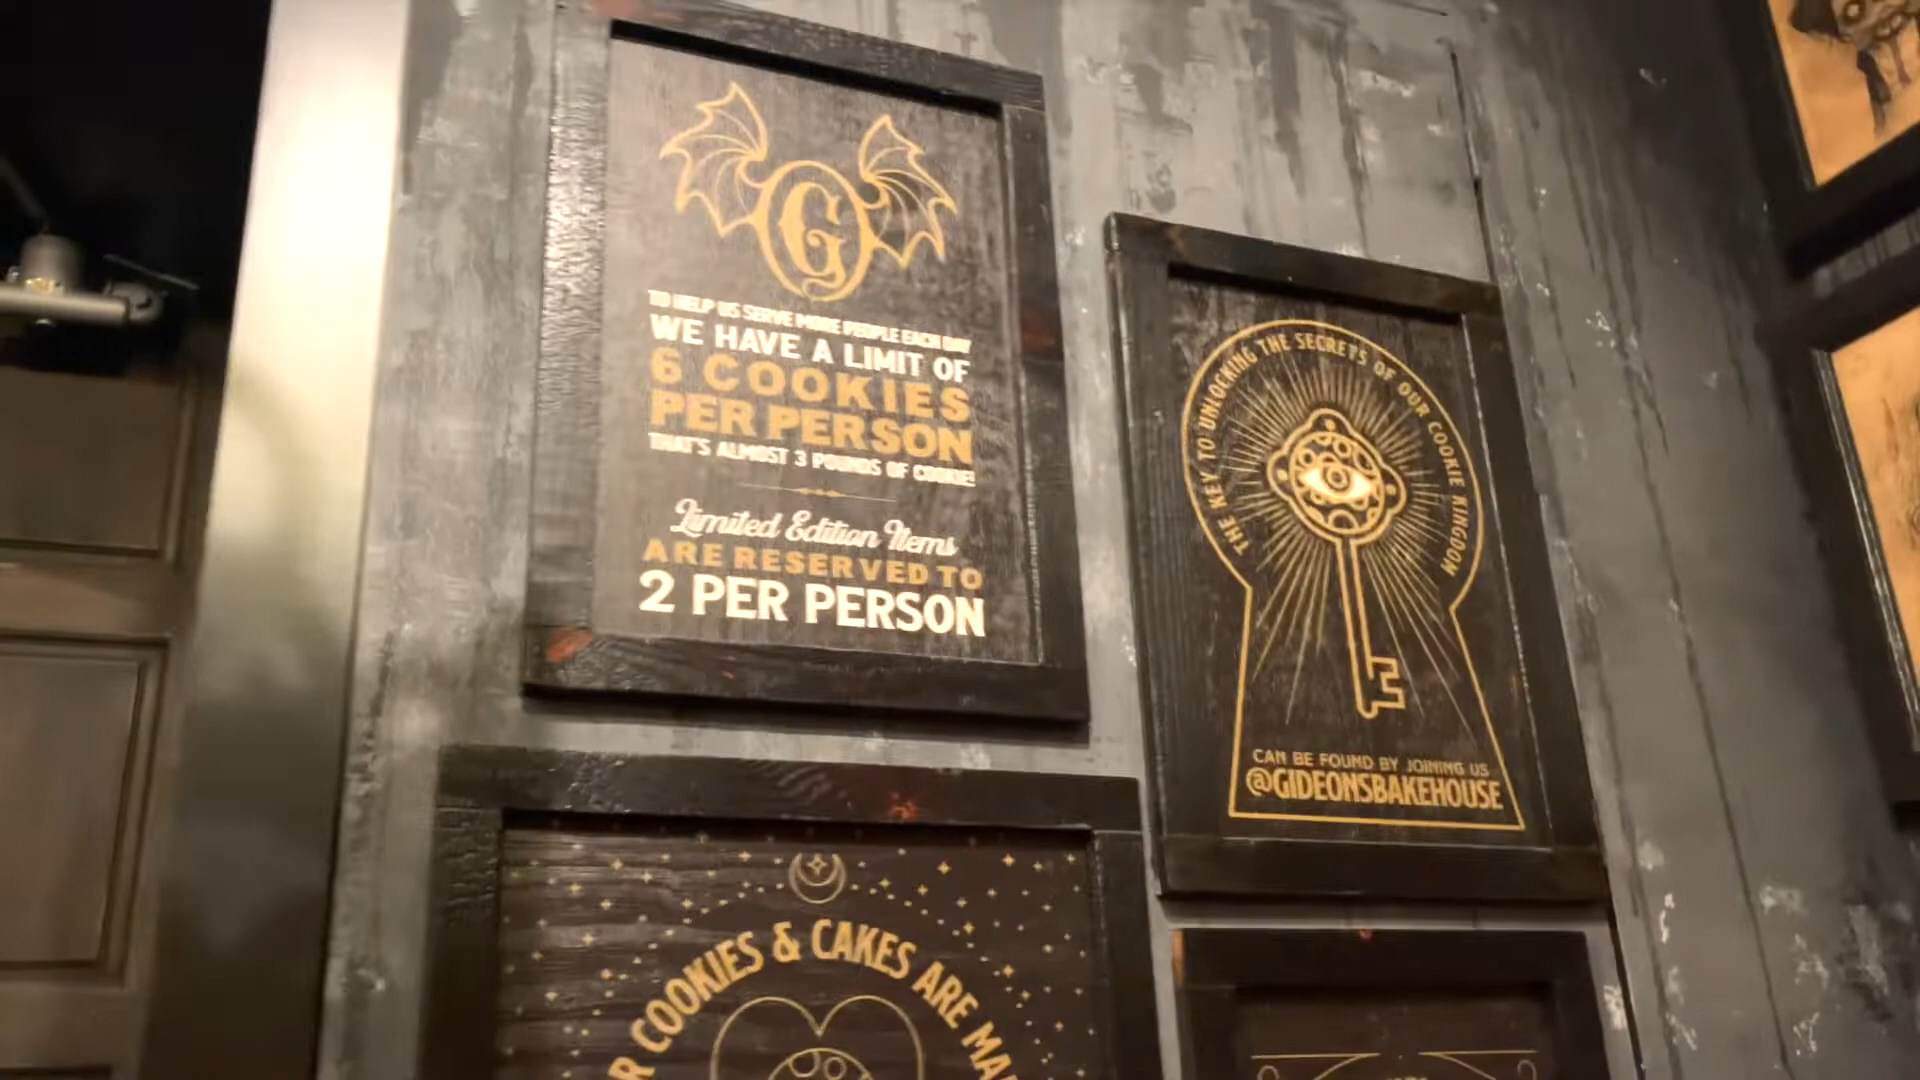 G
TO HELP US SERVE MORE PEOPLE EACH DAY
WE HAVE A LIMIT OF
6 COOKIES
PER PERSON
THAT'S ALMOST 3 POUNDS OF COOKIE!
Limited Edition Items
ARE RESERVED TO
2 PER PERSON
THE KEY TO UNLOCKING THE SECRETS OF OUR COOKIE KINGDOM
CAN BE FOUND BY JOINING US
@GIDEONSBAKEHOUSE
COOKIES & CAKES ARE